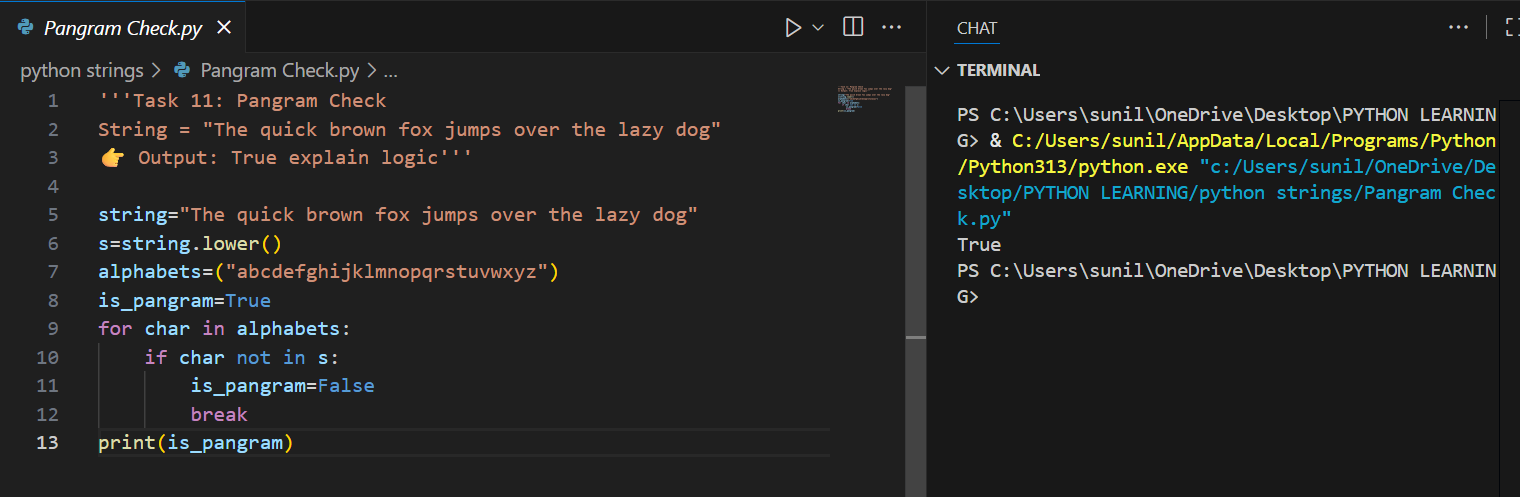 Pangram Check.py
python strings > Pangram Check.py > ...
1 '''Task 11: Pangram Check
2 String = "The quick brown fox jumps over the lazy dog"
3 👉 Output: True explain logic'''
4
5 string="The quick brown fox jumps over the lazy dog"
6 s=string.lower()
7 alphabets=("abcdefghijklmnopqrstuvwxyz")
8 is_pangram=True
9 for char in alphabets:
10     if char not in s:
11         is_pangram=False
12         break
13 print(is_pangram)
CHAT
TERMINAL
PS C:\Users\sunil\OneDrive\Desktop\PYTHON LEARNIN
G> & C:/Users/sunil/AppData/Local/Programs/Python
/Python313/python.exe "c:/Users/sunil/OneDrive/De
sktop/PYTHON LEARNING/python strings/Pangram Chec
k.py"
True
PS C:\Users\sunil\OneDrive\Desktop\PYTHON LEARNIN
G>